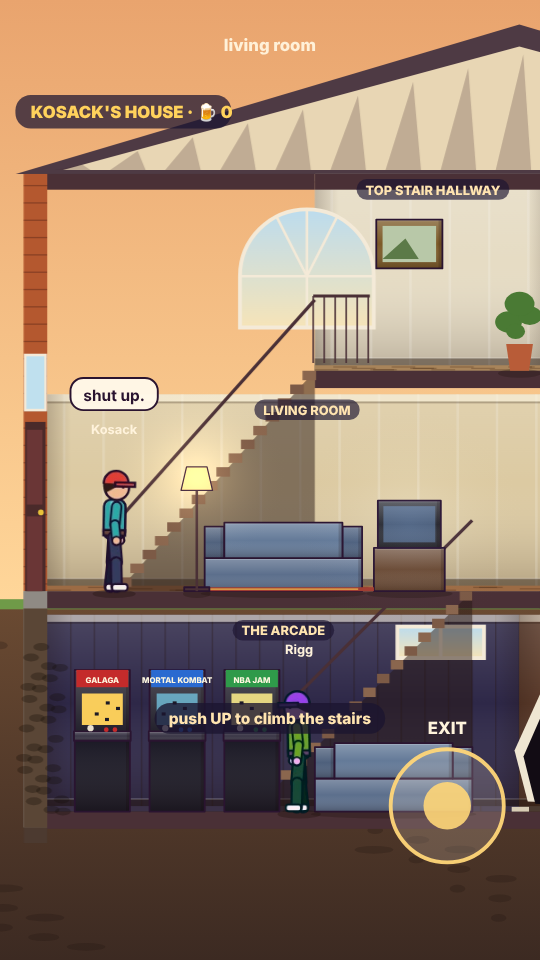 living room
KOSACK'S HOUSE · 🍺 0
TOP STAIR HALLWAY
shut up.
LIVING ROOM
Kosack
THE ARCADE
Rigg
GALAGA
MORTAL KOMBAT
NBA JAM
push UP to climb the stairs
EXIT